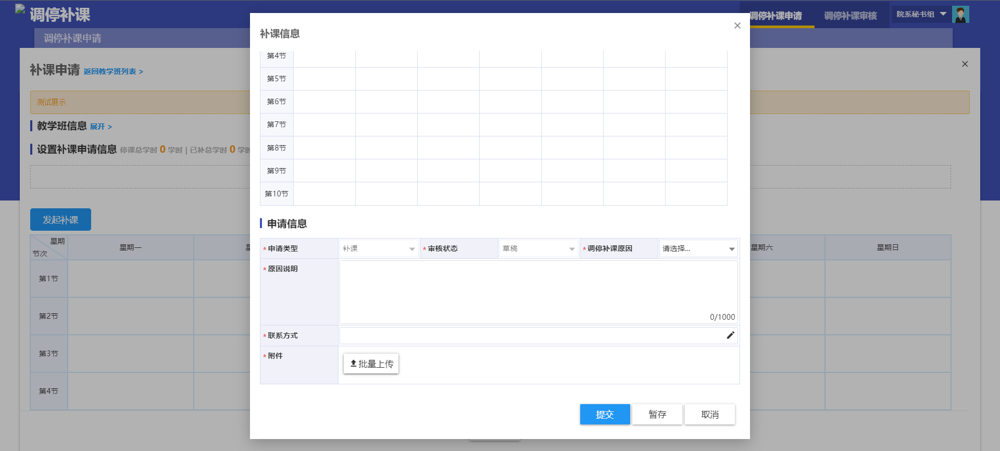 调停补课
调停补课申请
调停补课审核
院系秘书组
调停补课申请
补课申请 返回教学班列表 >
测试展示
教学班信息 展开 >
设置补课申请信息 停课总学时 0 学时 | 已补总学时 0 学时
发起补课
星期
节次
星期一
星期六
星期日
第1节
第2节
第3节
第4节
补课信息
第4节
第5节
第6节
第7节
第8节
第9节
第10节
申请信息
*申请类型 补课 *审核状态 草稿 *调停补课原因 请选择...
*原因说明
0/1000
*联系方式
*附件
批量上传
提交 暂存 取消